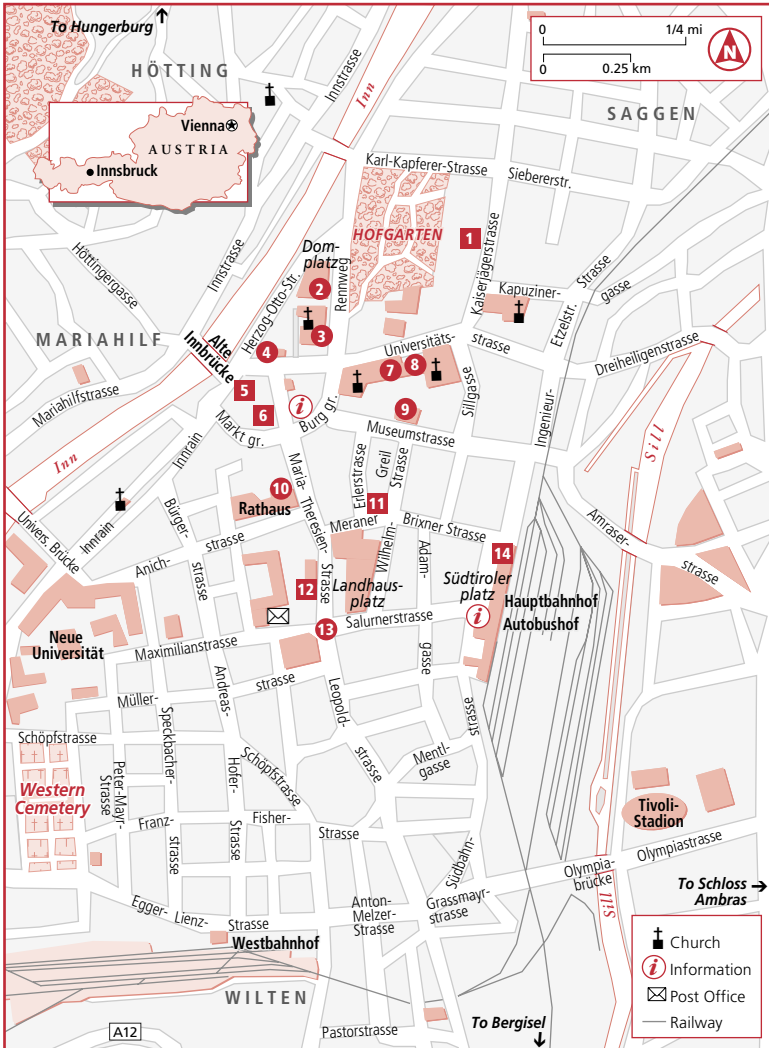 To Hungerburg
0
1/4 mi
0
0.25 km
N
HÖTTING
Innstrasse
Inn
SAGGEN
Vienna
AUSTRIA
Innsbruck
Karl-Kapferer-Strasse
Siebererstr.
HOFGARTEN
1
Dom-
platz
2
Rennweg
Kaiserjägerstrasse
Kapuziner-
gasse
Strasse
Etzelstr.
Ingenieur-
Höttingergasse
Innstrasse
Herzog-Otto-Str.
3
MARIAHILF
Alte
Innbrücke
4
Universitäts-
strasse
7
8
Dreiheiligenstrasse
Sillgasse
5
6
i
Burg gr.
9
Museumstrasse
Mariahilfstrasse
Markt gr.
Inn
Innrain
Maria-
Theresien-
Strasse
Erlerstrasse
Greil
Strasse
Wilhelm-
Sill
10
Rathaus
11
Meraner
Brixner Strasse
Univers. Brücke
Innrain
Bürger-
strasse
Anich-
strasse
Adam-
gasse
14
Amraser-
strasse
12
Landhaus-
platz
Südtiroler
platz
i
Hauptbahnhof
Autobushof
13
Salurnerstrasse
Neue
Universität
Maximilianstrasse
Müller-
strasse
Andreas-
Hofer-
Strasse
Leopold-
strasse
strasse
Südbahn-
Mentl-
gasse
Schöpfstrasse
Speckbacher-
strasse
Schöpfstrasse
Peter-Mayr-
Strasse
Western
Cemetery
Franz-
Fisher-
Strasse
Tivoli-
Stadion
Olympiastrasse
Olympia-
brücke
Grassmayr-
strasse
Sill
To Schloss
Ambras
Egger-
Lienz-
Strasse
Anton-
Melzer-
Strasse
Westbahnhof
WILTEN
A12
Pastorstrasse
To Bergisel
Church
i
Information
Post Office
Railway